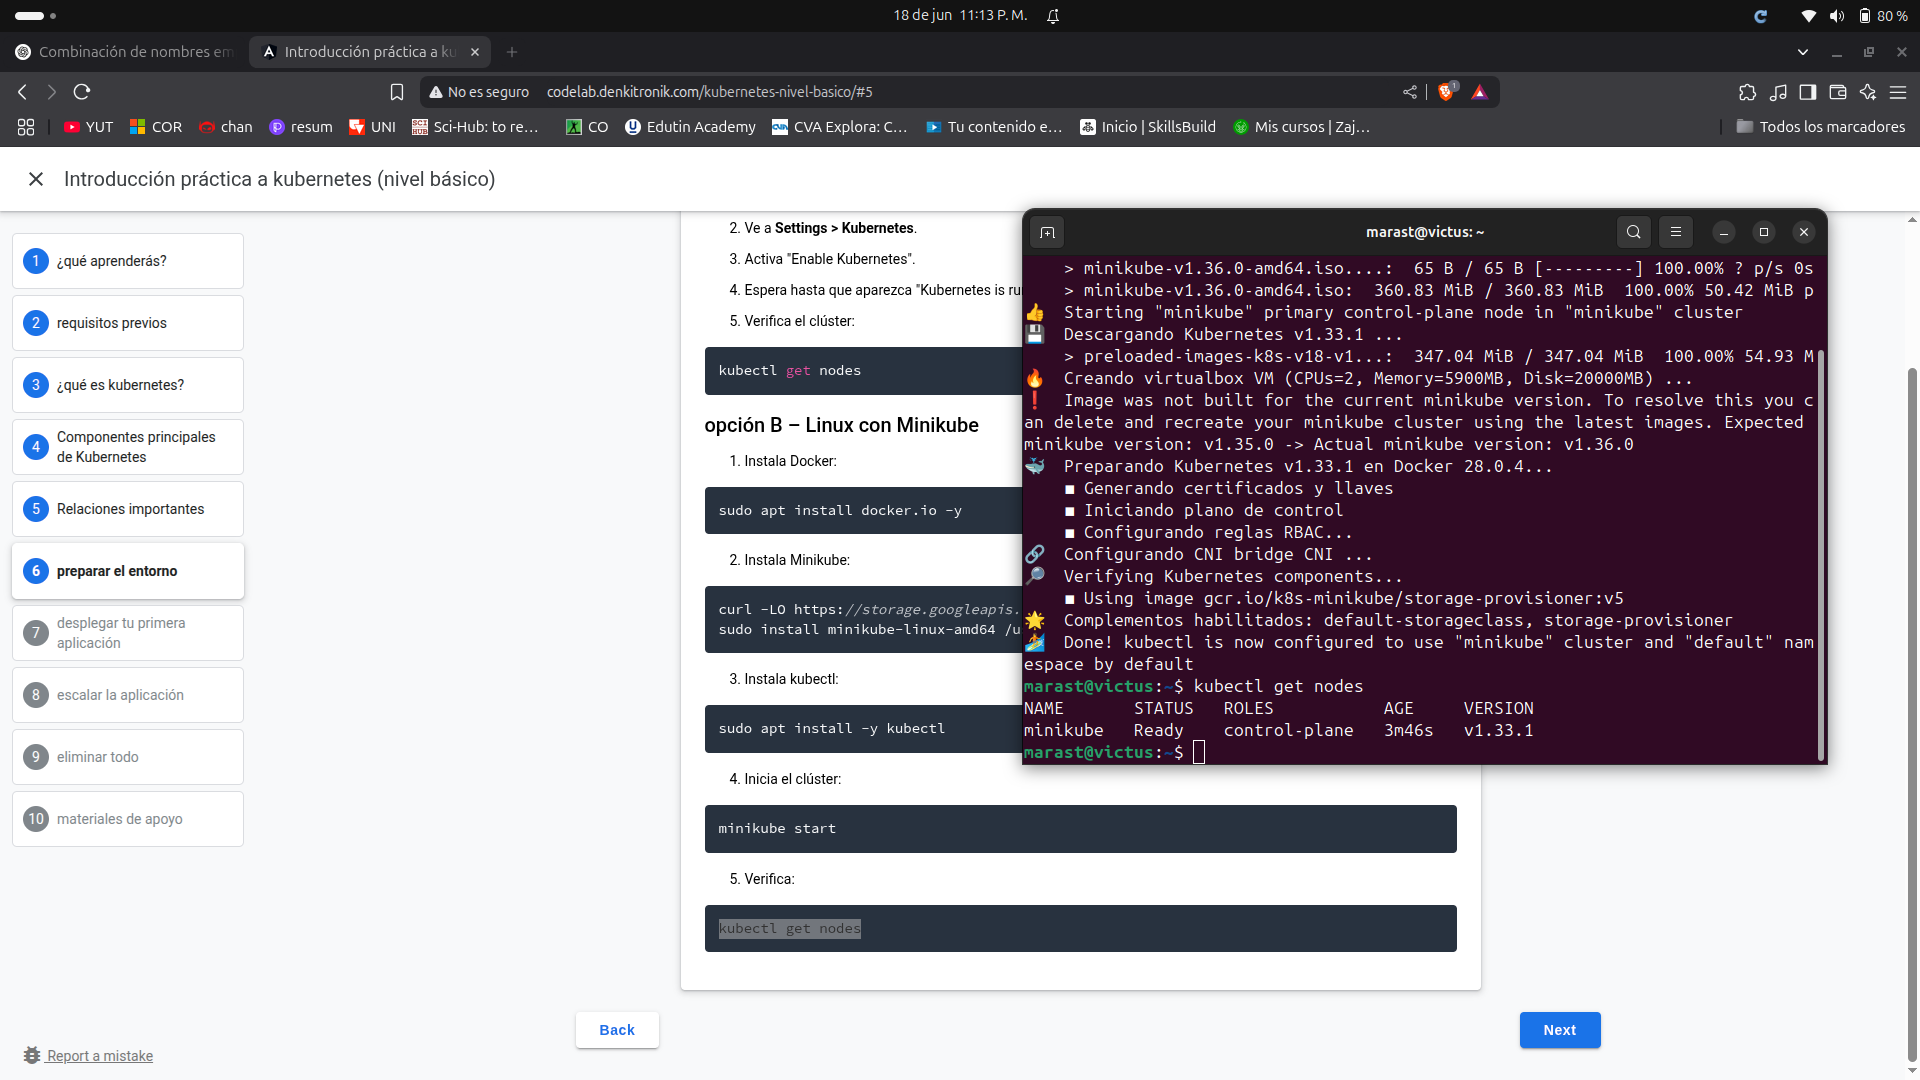 18 de jun 11:13 P. M.
80 %
Combinación de nombres em
Introducción práctica a ku
No es seguro codelab.denkitronik.com/kubernetes-nivel-basico/#5
YUT
COR
chan
resum
UNI
Sci-Hub: to re...
CO
Edutin Academy
CVA Explora: C...
Tu contenido e...
Inicio | SkillsBuild
Mis cursos | Zaj...
Todos los marcadores
Introducción práctica a kubernetes (nivel básico)
1 ¿qué aprenderás?
2 requisitos previos
3 ¿qué es kubernetes?
4 Componentes principales
de Kubernetes
5 Relaciones importantes
6 preparar el entorno
7 desplegar tu primera
aplicación
8 escalar la aplicación
9 eliminar todo
10 materiales de apoyo
Report a mistake
2. Ve a Settings > Kubernetes.
3. Activa "Enable Kubernetes".
4. Espera hasta que aparezca "Kubernetes is ru
5. Verifica el clúster:
kubectl get nodes
opción B – Linux con Minikube
1. Instala Docker:
sudo apt install docker.io -y
2. Instala Minikube:
curl -LO https://storage.googleapis.
sudo install minikube-linux-amd64 /u
3. Instala kubectl:
sudo apt install -y kubectl
4. Inicia el clúster:
minikube start
5. Verifica:
kubectl get nodes
Back
Next
marast@victus: ~
> minikube-v1.36.0-amd64.iso....: 65 B / 65 B [---------] 100.00% ? p/s 0s
> minikube-v1.36.0-amd64.iso: 360.83 MiB / 360.83 MiB 100.00% 50.42 MiB p
Starting "minikube" primary control-plane node in "minikube" cluster
Descargando Kubernetes v1.33.1 ...
> preloaded-images-k8s-v18-v1...: 347.04 MiB / 347.04 MiB 100.00% 54.93 M
Creando virtualbox VM (CPUs=2, Memory=5900MB, Disk=20000MB) ...
Image was not built for the current minikube version. To resolve this you c
an delete and recreate your minikube cluster using the latest images. Expected
minikube version: v1.35.0 -> Actual minikube version: v1.36.0
Preparando Kubernetes v1.33.1 en Docker 28.0.4...
■ Generando certificados y llaves
■ Iniciando plano de control
■ Configurando reglas RBAC...
Configurando CNI bridge CNI ...
Verifying Kubernetes components...
■ Using image gcr.io/k8s-minikube/storage-provisioner:v5
Complementos habilitados: default-storageclass, storage-provisioner
Done! kubectl is now configured to use "minikube" cluster and "default" nam
espace by default
marast@victus:~$ kubectl get nodes
NAME STATUS ROLES AGE VERSION
minikube Ready control-plane 3m46s v1.33.1
marast@victus:~$